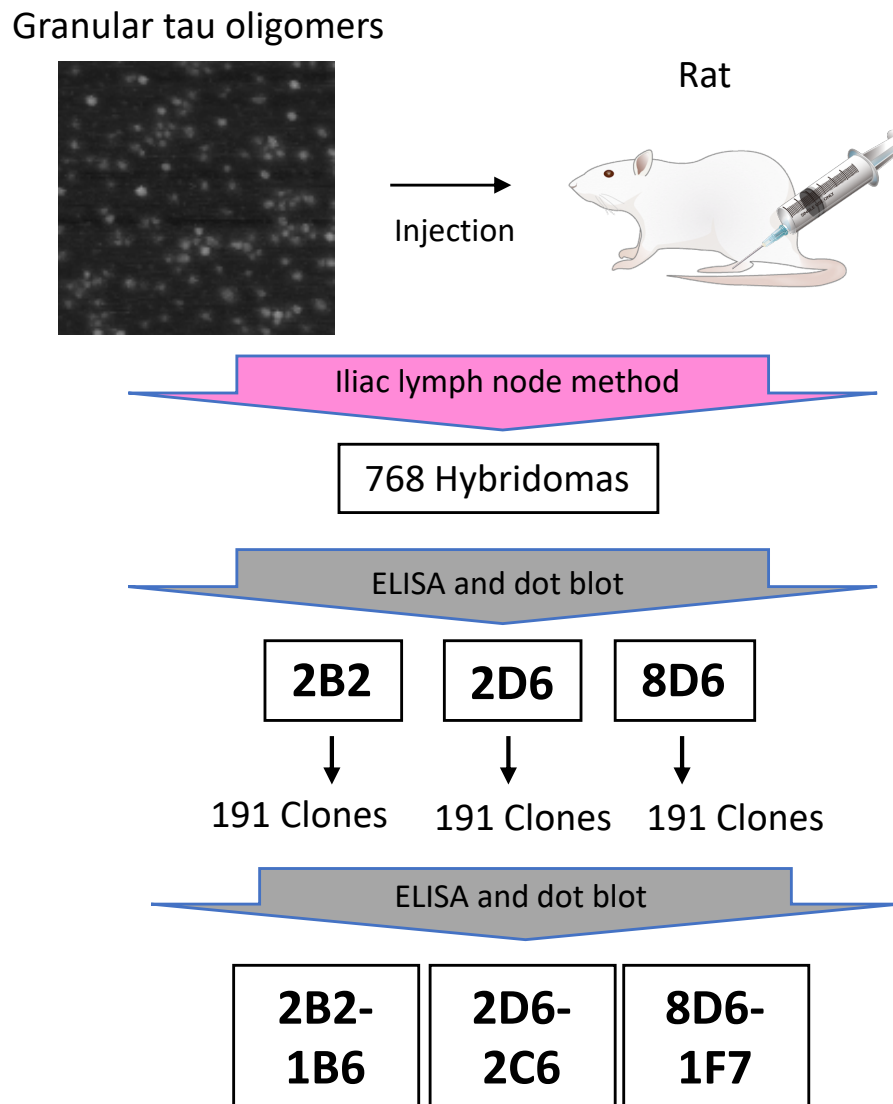 Granular tau oligomers
Rat
Injection
Iliac lymph node method
768 Hybridomas
ELISA and dot blot
2B2
2D6
8D6
191 Clones
191 Clones
191 Clones
ELISA and dot blot
2B2-
1B6
2D6-
2C6
8D6-
1F7